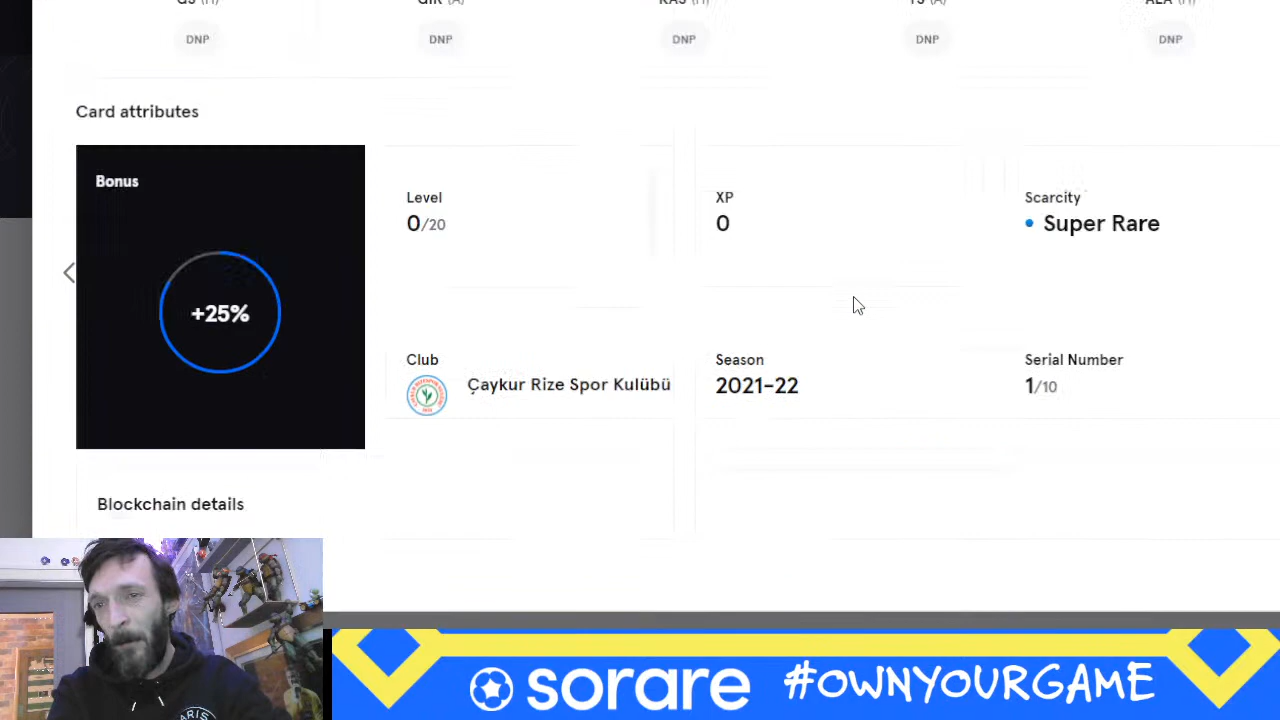 DNP DNP DNP DNP DNP
Card attributes
Bonus
+25%
Level
0/20
XP
0
Scarcity
Super Rare
Club
Çaykur Rize Spor Kulübü
Season
2021-22
Serial Number
1/10
Blockchain details
PARIS
sorare #OWNYOURGAME